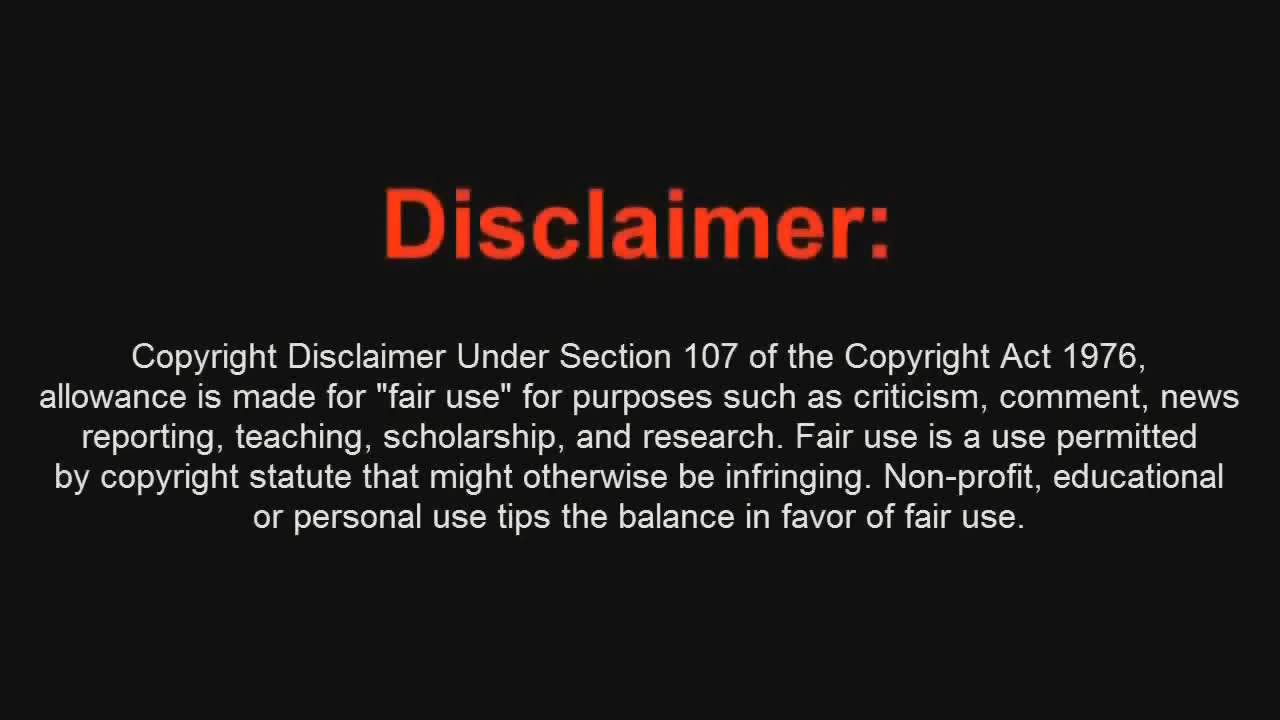 Disclaimer:
Copyright Disclaimer Under Section 107 of the Copyright Act 1976,
allowance is made for "fair use" for purposes such as criticism, comment, news
reporting, teaching, scholarship, and research. Fair use is a use permitted
by copyright statute that might otherwise be infringing. Non-profit, educational
or personal use tips the balance in favor of fair use.